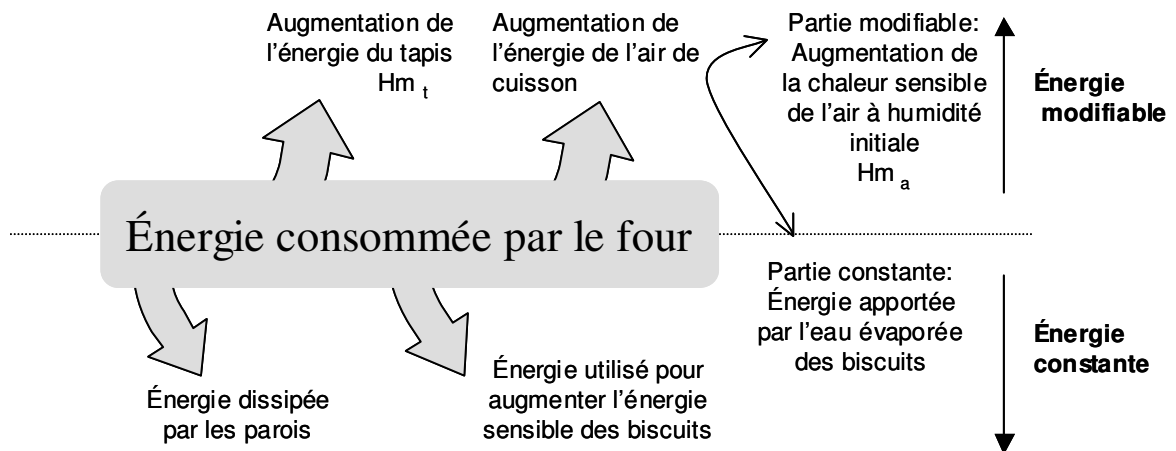 Augmentation de
l'énergie du tapis
Hm t
Augmentation de
l'énergie de l'air de
cuisson
Partie modifiable:
Augmentation de
la chaleur sensible
de l'air à humidité
initiale
Hm a
Énergie
modifiable
Énergie consommée par le four
Partie constante:
Énergie apportée
par l'eau évaporée
des biscuits
Énergie
constante
Énergie dissipée
par les parois
Énergie utilisé pour
augmenter l'énergie
sensible des biscuits